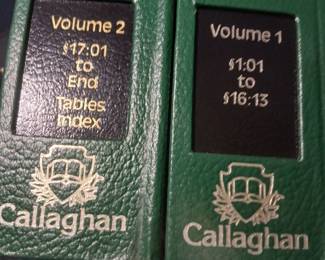 Volume 2
§17:01
to
End
Tables
Index
Callaghan
Volume 1
§1:01
to
§16:13
Callaghan